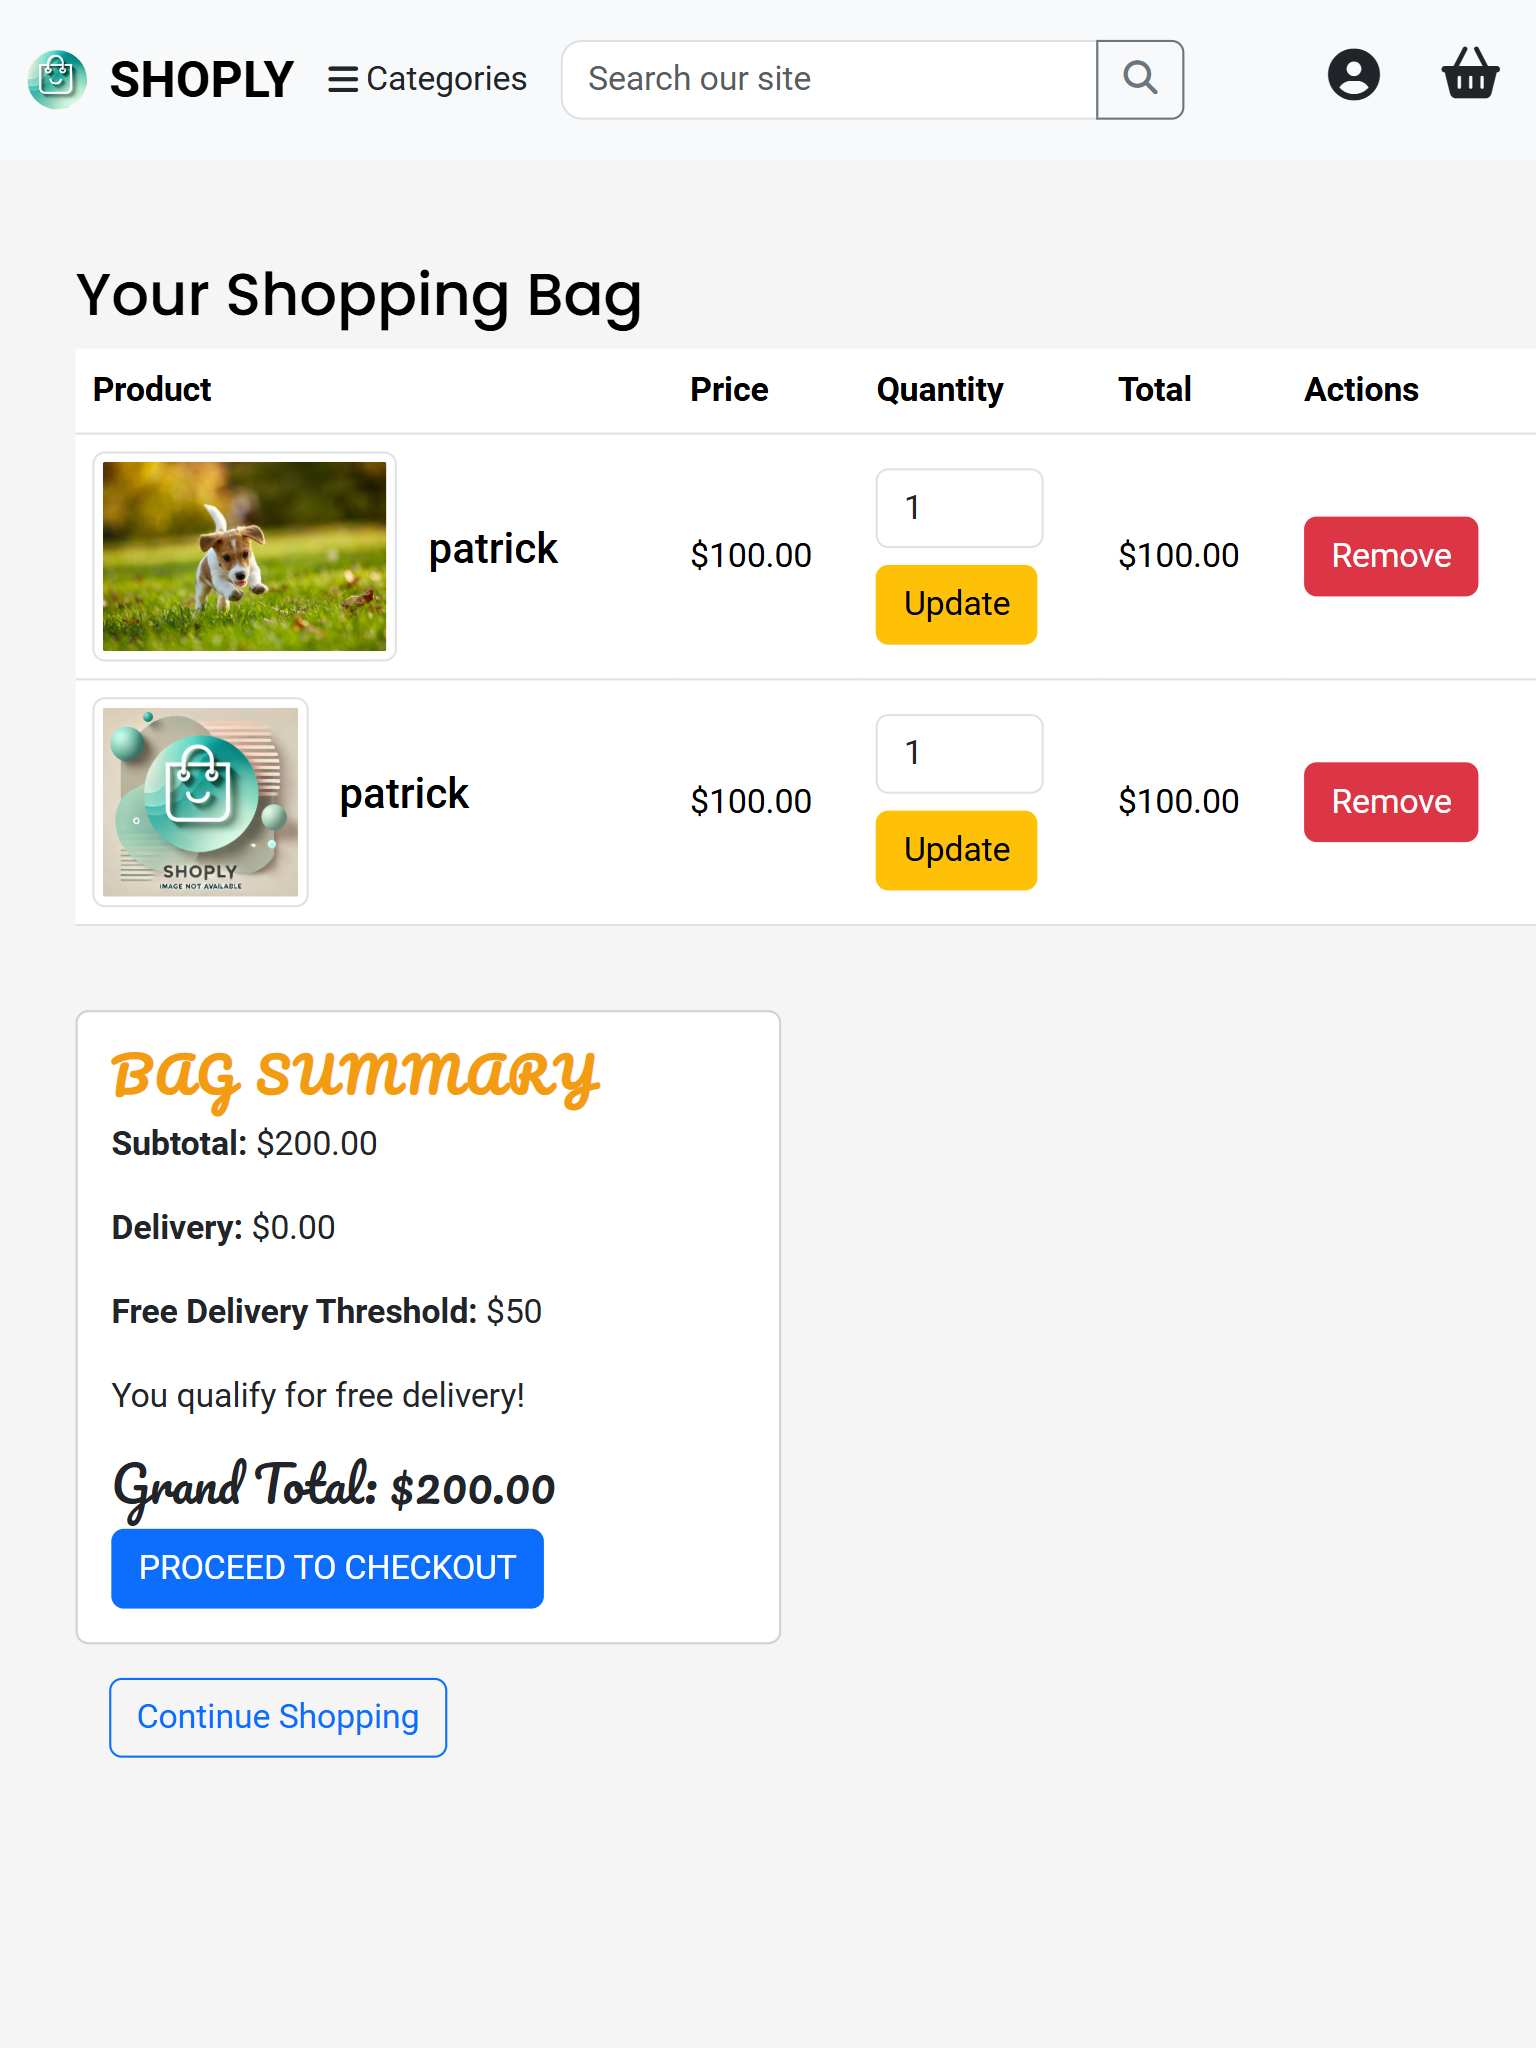 SHOPLY Categories Search our site
Your Shopping Bag
Product Price Quantity Total Actions
patrick $100.00 1 Update $100.00 Remove
patrick $100.00 1 Update $100.00 Remove
SHOPLY
IMAGE NOT AVAILABLE
BAG SUMMARY
Subtotal: $200.00
Delivery: $0.00
Free Delivery Threshold: $50
You qualify for free delivery!
Grand Total: $200.00
PROCEED TO CHECKOUT
Continue Shopping